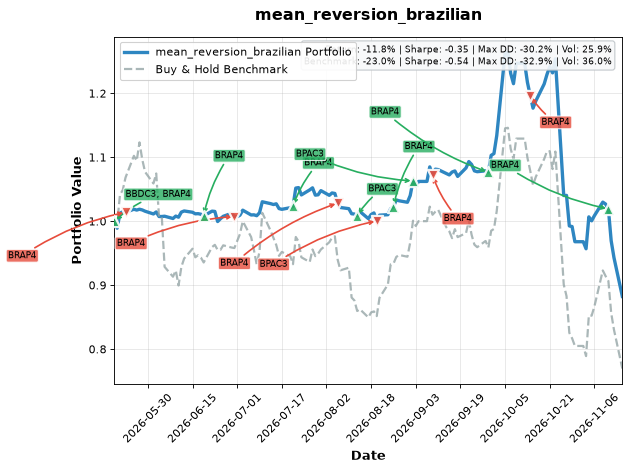 mean_reversion_brazilian
mean_reversion_brazilian Portfolio
Buy & Hold Benchmark
-11.8% | Sharpe: -0.35 | Max DD: -30.2% | Vol: 25.9%
-23.0% | Sharpe: -0.54 | Max DD: -32.9% | Vol: 36.0%
BRAP4
BRAP4
BRAP4
BRAP4
BPAC3
BRAP4
BRAP4
BBDC3
BRAP4
BPAC3
BRAP4
BRAP4
BRAP4
BRAP4
BPAC3
Portfolio Value
1.2
1.1
1.0
0.9
0.8
2026-05-30
2026-06-15
2026-07-01
2026-07-17
2026-08-02
2026-08-18
2026-09-03
2026-09-19
2026-10-05
2026-10-21
2026-11-06
Date